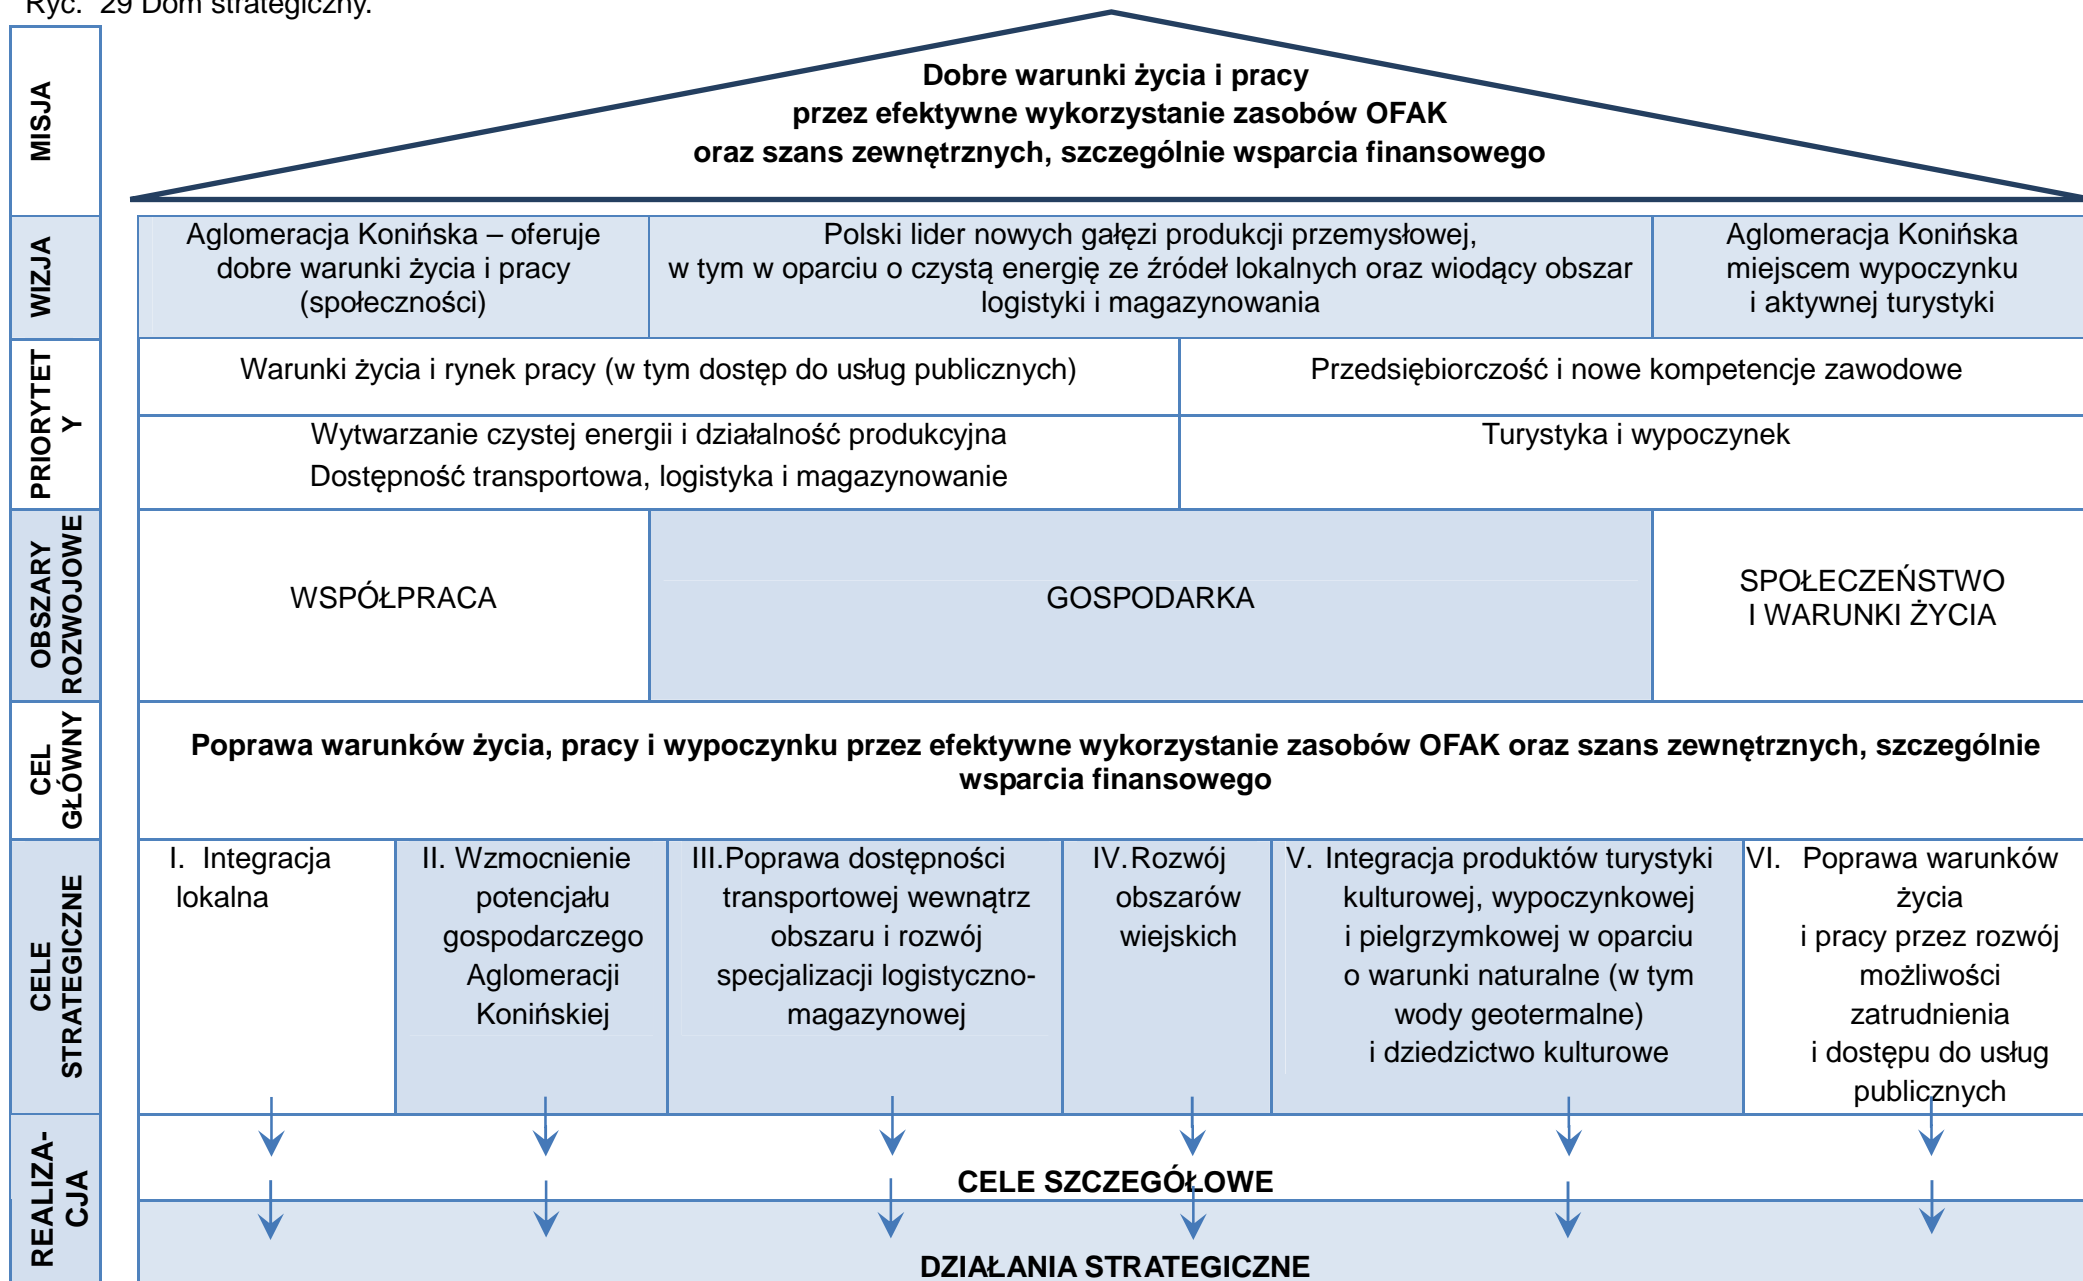 Ryc. 29 Dom strategiczny.
MISJA
Dobre warunki życia i pracy
przez efektywne wykorzystanie zasobów OFAK
oraz szans zewnętrznych, szczególnie wsparcia finansowego
WIZJA
Aglomeracja Konińska – oferuje
dobre warunki życia i pracy
(społeczności)
Polski lider nowych gałęzi produkcji przemysłowej,
w tym w oparciu o czystą energię ze źródeł lokalnych oraz wiodący obszar
logistyki i magazynowania
Aglomeracja Konińska
miejscem wypoczynku
i aktywnej turystyki
PRIORYTET
Y
Warunki życia i rynek pracy (w tym dostęp do usług publicznych)
Przedsiębiorczość i nowe kompetencje zawodowe
Wytwarzanie czystej energii i działalność produkcyjna
Dostępność transportowa, logistyka i magazynowanie
Turystyka i wypoczynek
OBSZARY
ROZWOJOWE
WSPÓŁPRACA
GOSPODARKA
SPOŁECZEŃSTWO
I WARUNKI ŻYCIA
CEL
GŁÓWNY
Poprawa warunków życia, pracy i wypoczynku przez efektywne wykorzystanie zasobów OFAK oraz szans zewnętrznych, szczególnie
wsparcia finansowego
CELE
STRATEGICZNE
I. Integracja
lokalna
II. Wzmocnienie
potencjału
gospodarczego
Aglomeracji
Konińskiej
III.Poprawa dostępności
transportowej wewnątrz
obszaru i rozwój
specjalizacji logistyczno-
magazynowej
IV.Rozwój
obszarów
wiejskich
V. Integracja produktów turystyki
kulturowej, wypoczynkowej
i pielgrzymkowej w oparciu
o warunki naturalne (w tym
wody geotermalne)
i dziedzictwo kulturowe
VI. Poprawa warunków
życia
i pracy przez rozwój
możliwości
zatrudnienia
i dostępu do usług
publicznych
REALIZA-
CJA
CELE SZCZEGÓŁOWE
DZIAŁANIA STRATEGICZNE